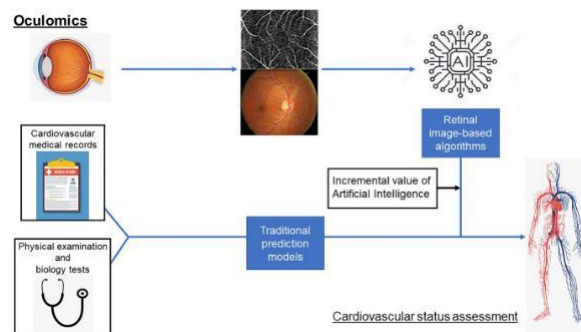 Oculomics
AI
Cardiovascular
medical records
Retinal
image-based
algorithms
Incremental value of
Artificial Intelligence
Physical examination
and
biology tests
Traditional
prediction
models
Cardiovascular status assessment